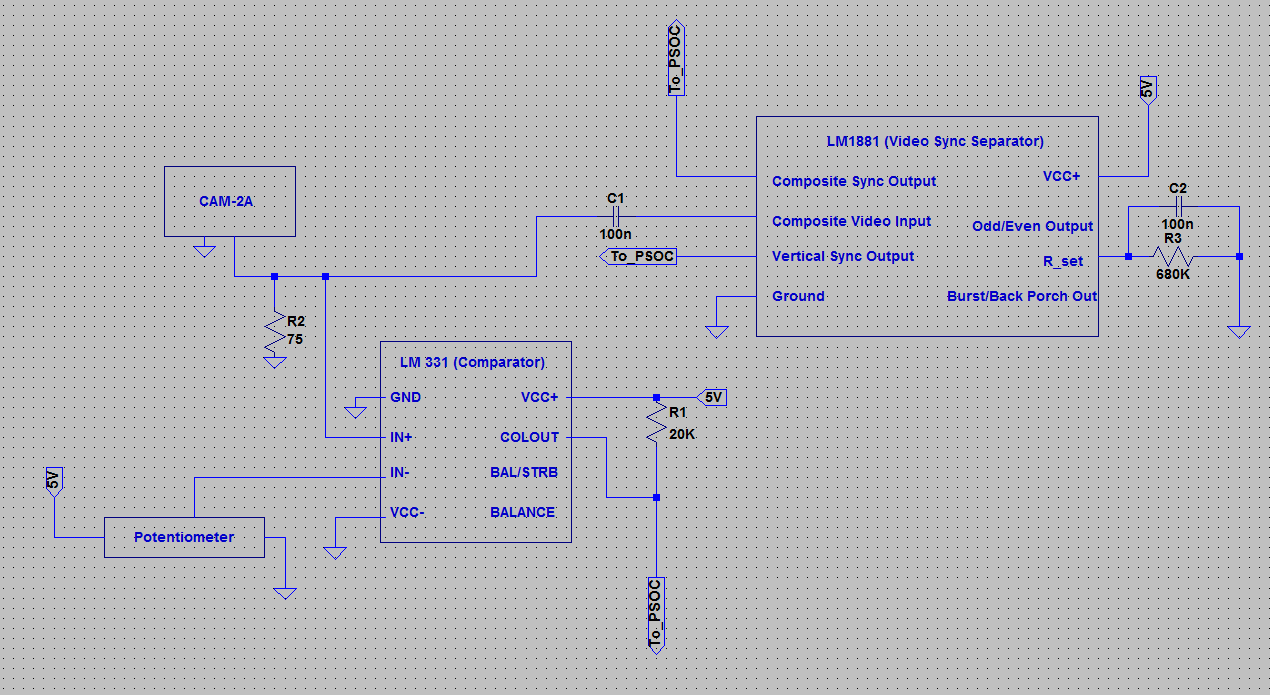 To_PSOC
5V
LM1881 (Video Sync Separator)
Composite Sync Output
VCC+
CAM-2A
C1
100n
Composite Video Input
Odd/Even Output
C2
100n
R3
680K
To_PSOC
Vertical Sync Output
R_set
Ground
Burst/Back Porch Out
R2
75
LM 331 (Comparator)
GND
VCC+
5V
R1
20K
IN+
COLOUT
IN-
BAL/STRB
5V
VCC-
BALANCE
Potentiometer
To_PSOC